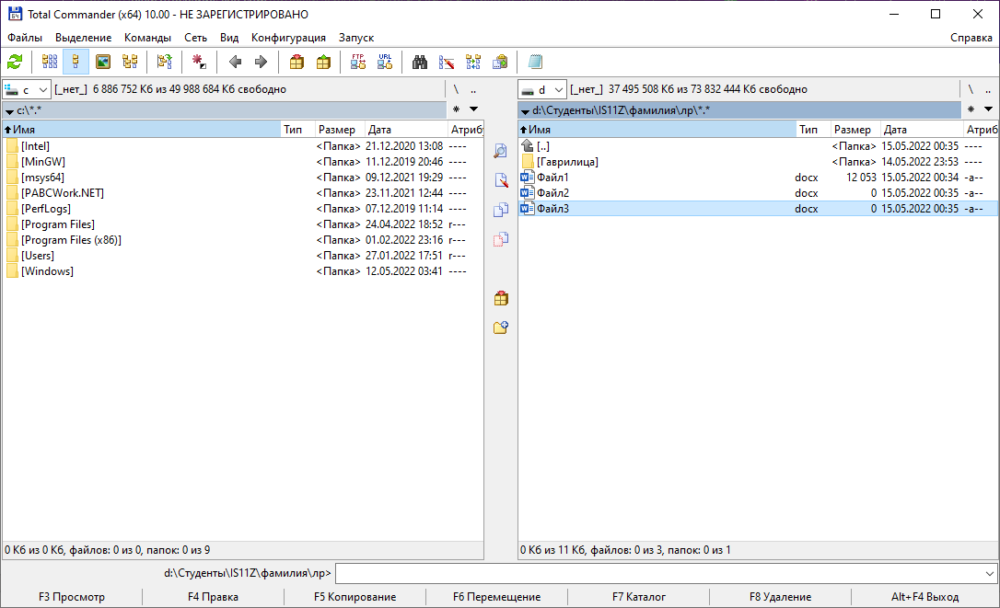 Total Commander (x64) 10.00 - НЕ ЗАРЕГИСТРИРОВАНО
Файлы Выделение Команды Сеть Вид Конфигурация Запуск Справка
FTP URL
c [_нет_] 6 886 752 Кб из 49 988 684 Кб свободно \ ..
c:\*.* *
Имя Тип Размер Дата Атрибу
[Intel] <Папка> 21.12.2020 13:08 ----
[MinGW] <Папка> 11.12.2019 20:46 ----
[msys64] <Папка> 09.12.2021 19:29 ----
[PABCWork.NET] <Папка> 23.11.2021 12:44 ----
[PerfLogs] <Папка> 07.12.2019 11:14 ----
[Program Files] <Папка> 24.04.2022 18:52 r---
[Program Files (x86)] <Папка> 01.02.2022 23:16 r---
[Users] <Папка> 27.01.2022 17:51 r---
[Windows] <Папка> 12.05.2022 03:41 ----
0 Кб из 0 Кб, файлов: 0 из 0, папок: 0 из 9
d [_нет_] 37 495 508 Кб из 73 832 444 Кб свободно \ ..
d:\Студенты\IS11Z\фамилия\лр\*.* *
Имя Тип Размер Дата Атриб
[..] <Папка> 15.05.2022 00:35 ----
[Гаврилица] <Папка> 14.05.2022 23:53 ----
Файл1 docx 12 053 15.05.2022 00:34 -a--
Файл2 docx 0 15.05.2022 00:35 -a--
Файл3 docx 0 15.05.2022 00:35 -a--
0 Кб из 11 Кб, файлов: 0 из 3, папок: 0 из 1
d:\Студенты\IS11Z\фамилия\лр>
F3 Просмотр F4 Правка F5 Копирование F6 Перемещение F7 Каталог F8 Удаление Alt+F4 Выход